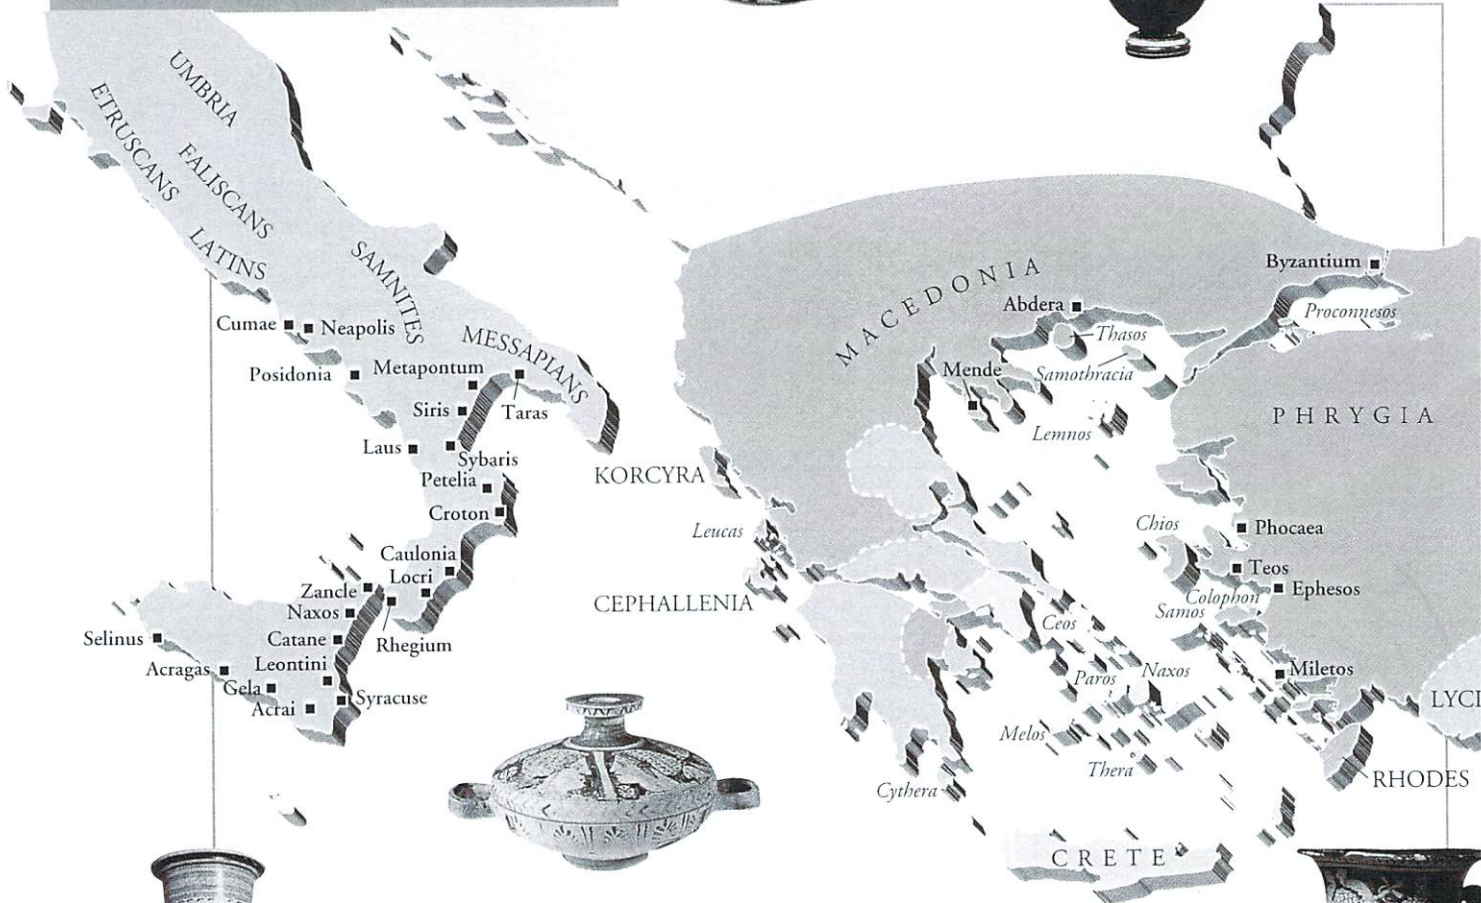 UMBRIA
ETRUSCANS
FALISCANS
LATINS
SAMNITES
MESSAPIANS
Cumae
Neapolis
Posidonia
Metapontum
Siris
Taras
Laus
Sybaris
Petelia
Croton
Caulonia
Locri
Zancle
Naxos
Rhegium
Catane
Leontini
Selinus
Acragas
Gela
Acrai
Syracuse
KORCYRA
Leucas
CEPHALLENIA
MACEDONIA
Abdera
Byzantium
Proconnesos
Thasos
Samothracia
Mende
Lemnos
PHRYGIA
Chios
Phocaea
Teos
Colophon
Ephesos
Samos
Ceos
Miletos
Paros
Naxos
Melos
Thera
Cythera
LYCI
RHODES
CRETE